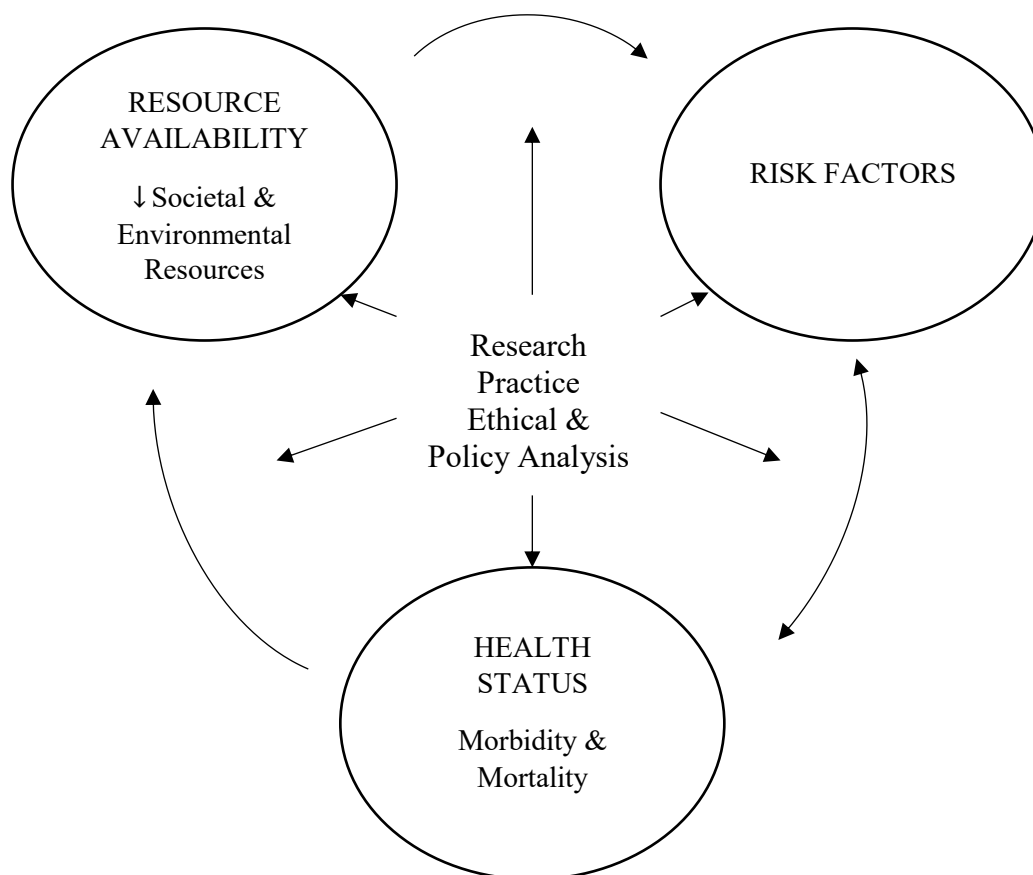 RESOURCE
AVAILABILITY
↓Societal &
Environmental
Resources
RISK FACTORS
Research
Practice
Ethical &
Policy Analysis
HEALTH
STATUS
Morbidity &
Mortality